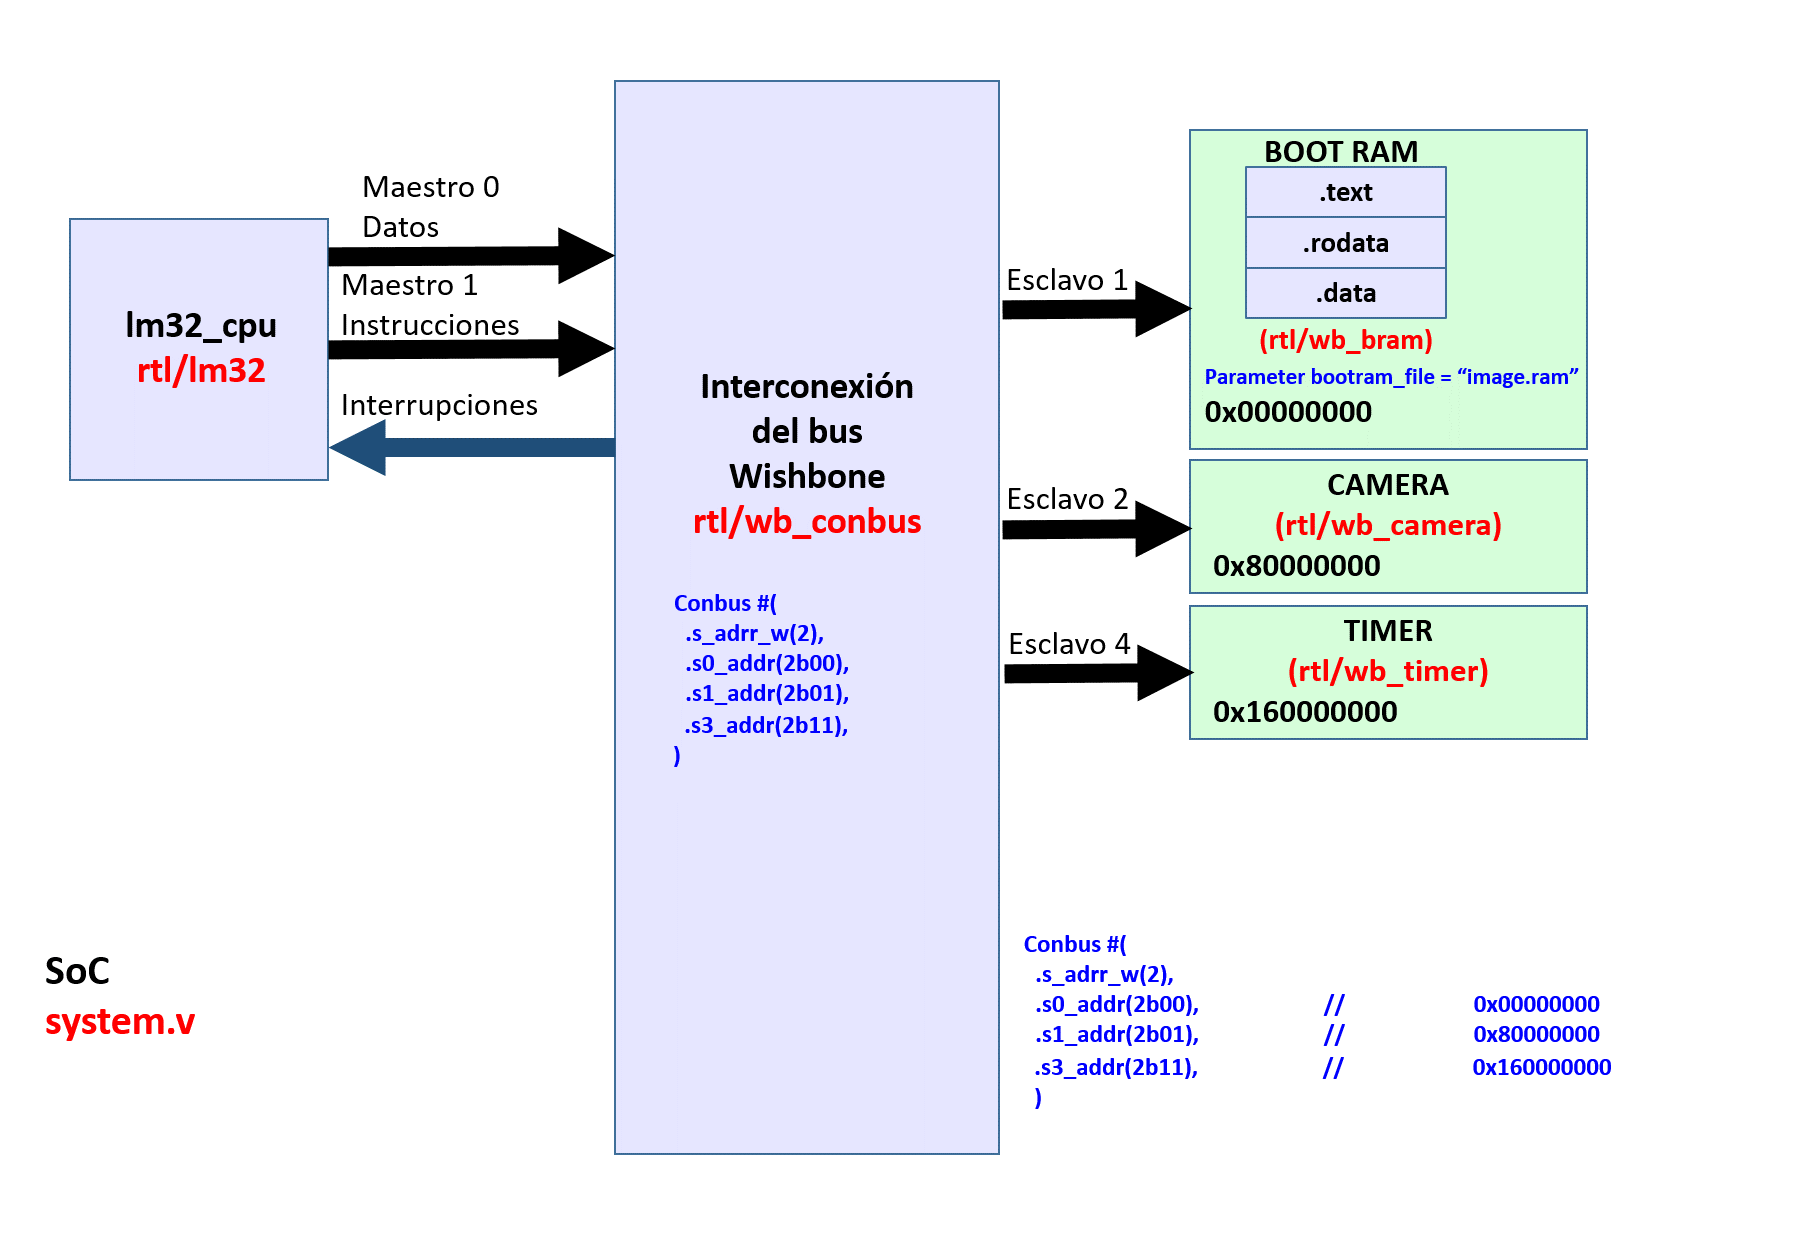 Maestro 0
Datos
Maestro 1
Instrucciones
Interrupciones
lm32_cpu
rtl/lm32
Interconexión
del bus
Wishbone
rtl/wb_conbus
Conbus #(
.s_adrr_w(2),
.s0_addr(2b00),
.s1_addr(2b01),
.s3_addr(2b11),
)
Esclavo 1
BOOT RAM
.text
.rodata
.data
(rtl/wb_bram)
Parameter bootram_file = “image.ram”
0x00000000
Esclavo 2
CAMERA
(rtl/wb_camera)
0x80000000
Esclavo 4
TIMER
(rtl/wb_timer)
0x160000000
SoC
system.v
Conbus #(
.s_adrr_w(2),
.s0_addr(2b00), // 0x00000000
.s1_addr(2b01), // 0x80000000
.s3_addr(2b11), // 0x160000000
)